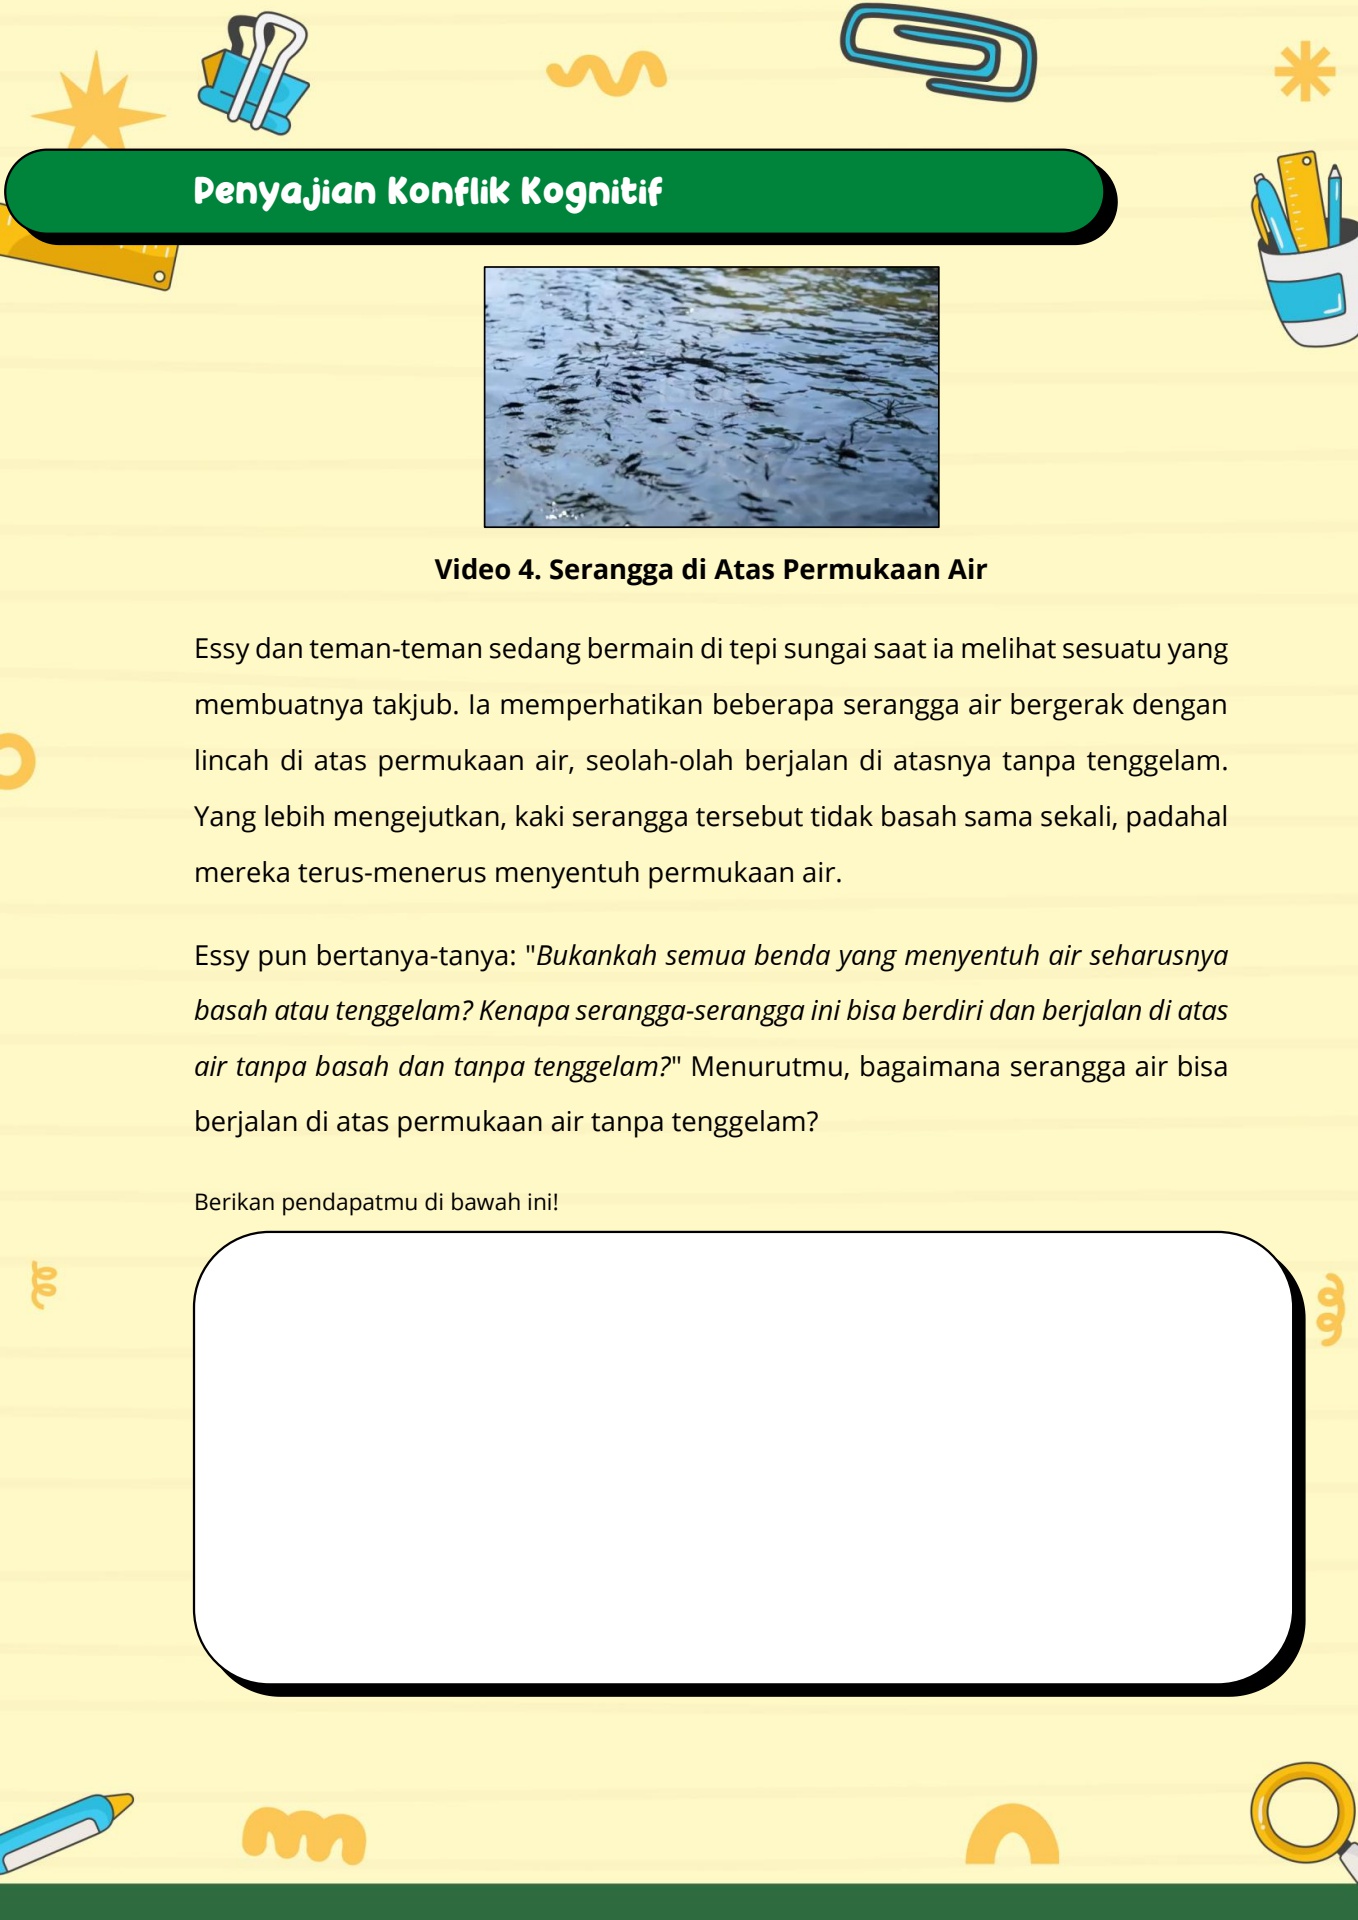 Penyajian Konflik Kognitif
Video 4. Serangga di Atas Permukaan Air
Essy dan teman-teman sedang bermain di tepi sungai saat ia melihat sesuatu yang
membuatnya takjub. Ia memperhatikan beberapa serangga air bergerak dengan
lincah di atas permukaan air, seolah-olah berjalan di atasnya tanpa tenggelam.
Yang lebih mengejutkan, kaki serangga tersebut tidak basah sama sekali, padahal
mereka terus-menerus menyentuh permukaan air.
Essy pun bertanya-tanya: "Bukankah semua benda yang menyentuh air seharusnya
basah atau tenggelam? Kenapa serangga-serangga ini bisa berdiri dan berjalan di atas
air tanpa basah dan tanpa tenggelam?" Menurutmu, bagaimana serangga air bisa
berjalan di atas permukaan air tanpa tenggelam?
Berikan pendapatmu di bawah ini!